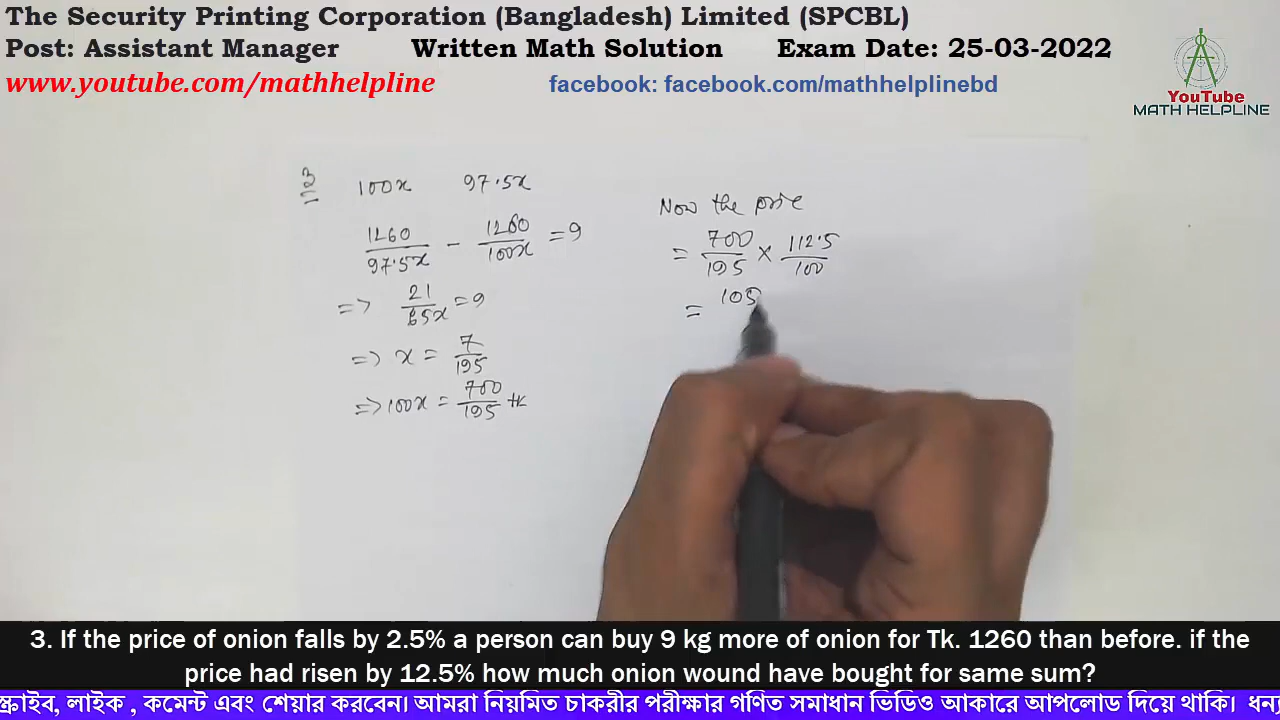 The Security Printing Corporation (Bangladesh) Limited (SPCBL)
Post: Assistant Manager Written Math Solution Exam Date: 25-03-2022
www.youtube.com/mathhelpline facebook: facebook.com/mathhelplinebd
YouTube
MATH HELPLINE
3 100x 97.5x
1260/97.5x - 1260/100x = 9
=> 21/65x = 9
=> x = 7/195
=> 100x = 700/195 tk
Now the price
= 700/195 × 112.5/100
= 105
3. If the price of onion falls by 2.5% a person can buy 9 kg more of onion for Tk. 1260 than before. if the
price had risen by 12.5% how much onion wound have bought for same sum?
স্ক্রাইব, লাইক , কমেন্ট এবং শেয়ার করবেন। আমরা নিয়মিত চাকরীর পরীক্ষার গণিত সমাধান ভিডিও আকারে আপলোড দিয়ে থাকি। ধন্য